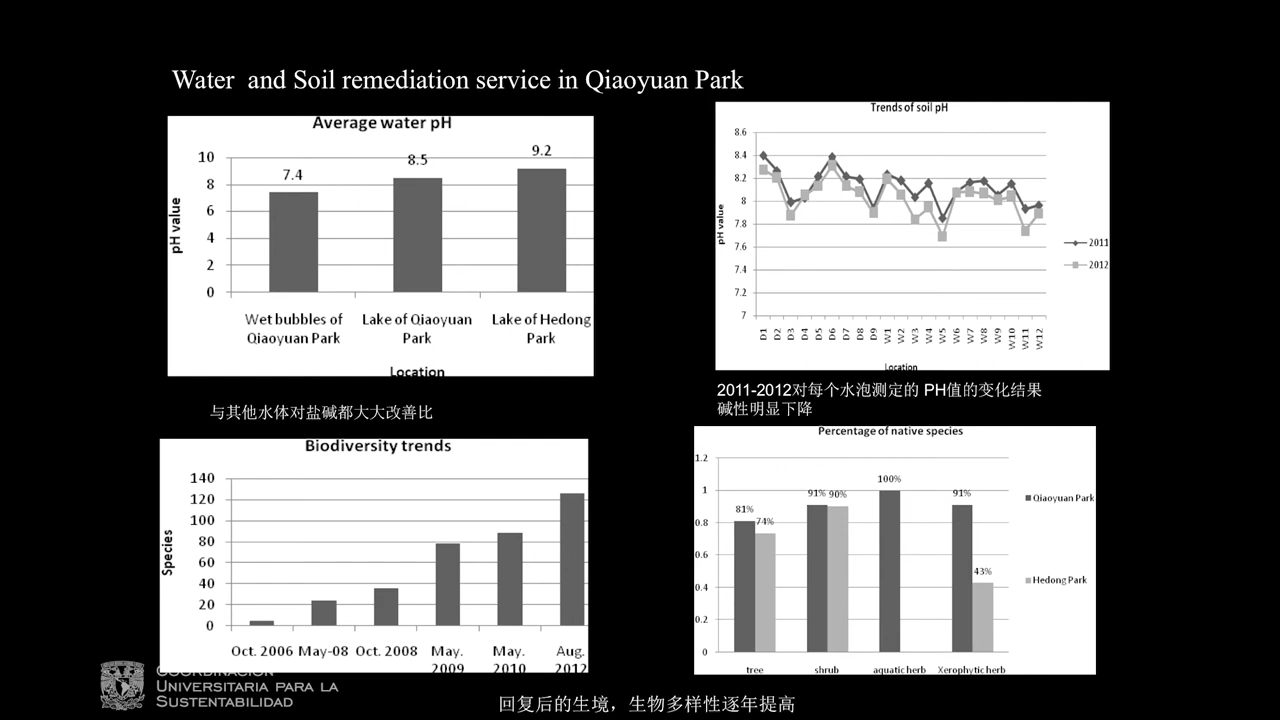 Water and Soil remediation service in Qiaoyuan Park
Average water pH
pH value
10
8
6
4
2
0
7.4
8.5
9.2
Wet bubbles of
Qiaoyuan Park
Lake of Qiaoyuan
Park
Lake of Hedong
Park
Location
Trends of soil pH
pH value
8.6
8.4
8.2
8
7.8
7.6
7.4
7.2
7
D1 D2 D3 D4 D5 D6 D7 D8 D9 W1 W2 W3 W4 W5 W6 W7 W8 W9 W10 W11 W12
Location
2011
2012
与其他水体对盐碱都大大改善比
2011-2012对每个水泡测定的 PH值的变化结果
碱性明显下降
Biodiversity trends
Species
140
120
100
80
60
40
20
0
Oct. 2006 May-08 Oct. 2008 May. 2009 May. 2010 Aug. 2012
Percentage of native species
1.2
1
0.8
0.6
0.4
0.2
0
81%
74%
91%
90%
100%
91%
43%
tree shrub aquatic herb Xerophytic herb
Qiaoyuan Park
Hedong Park
COORDINACIÓN
UNIVERSITARIA PARA LA
SUSTENTABILIDAD
回复后的生境，生物多样性逐年提高